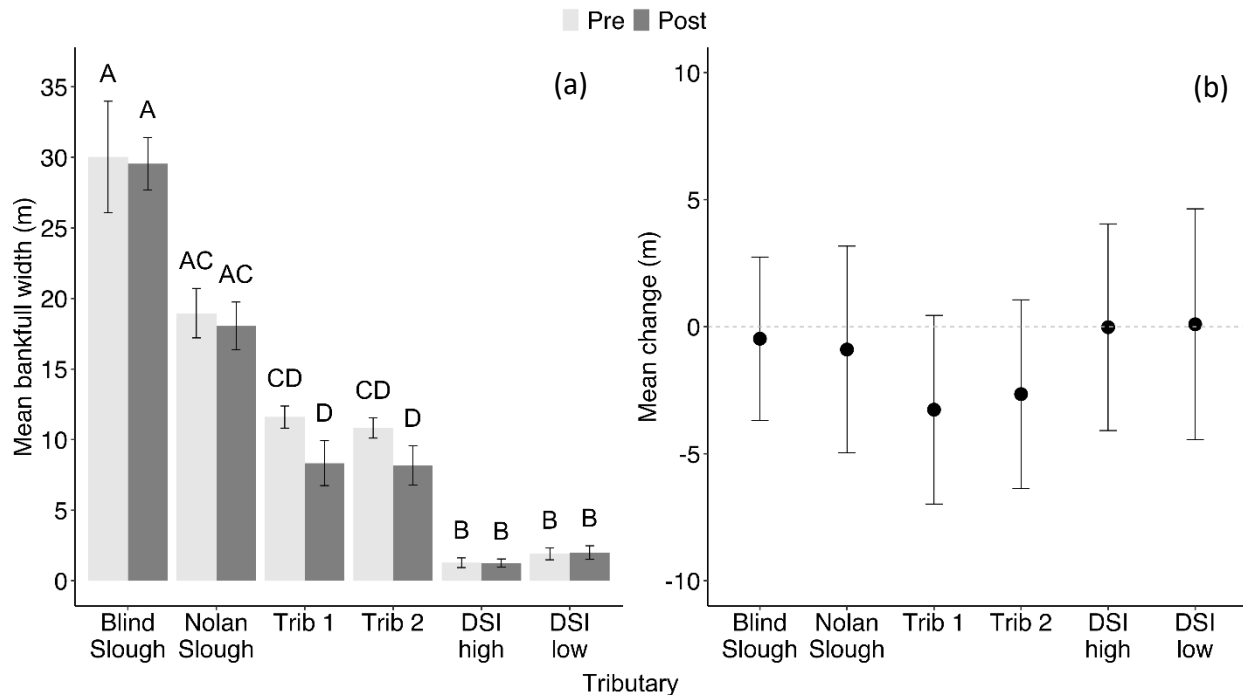 Pre Post
(a)
Mean bankfull width (m)
35
30
25
20
15
10
5
0
A
A
AC AC
CD
D
CD
D
B B
B B
Blind
Slough
Nolan
Slough
Trib 1
Trib 2
DSI
high
DSI
low
(b)
Mean change (m)
10
5
0
-5
-10
Blind
Slough
Nolan
Slough
Trib 1
Trib 2
DSI
high
DSI
low
Tributary